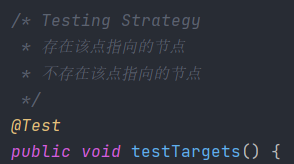 /* Testing Strategy
 * 存在该点指向的节点
 * 不存在该点指向的节点
 */
@Test
public void testTargets() {